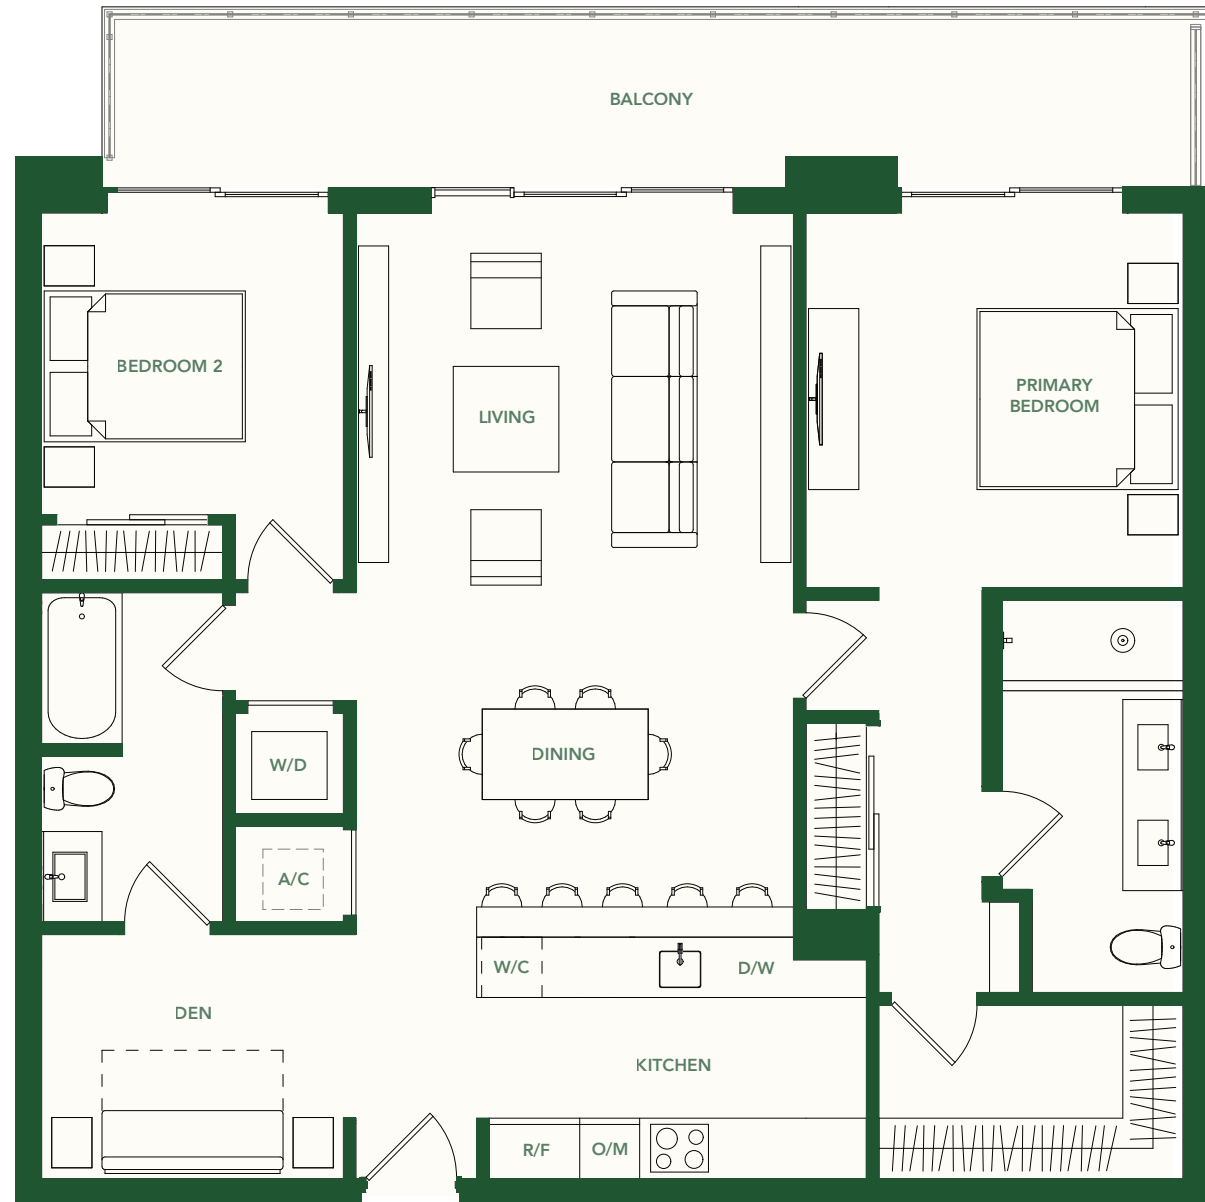 BALCONY
BEDROOM 2
LIVING
PRIMARY
BEDROOM
DINING
W/D
A/C
W/C
D/W
DEN
KITCHEN
R/F
O/M